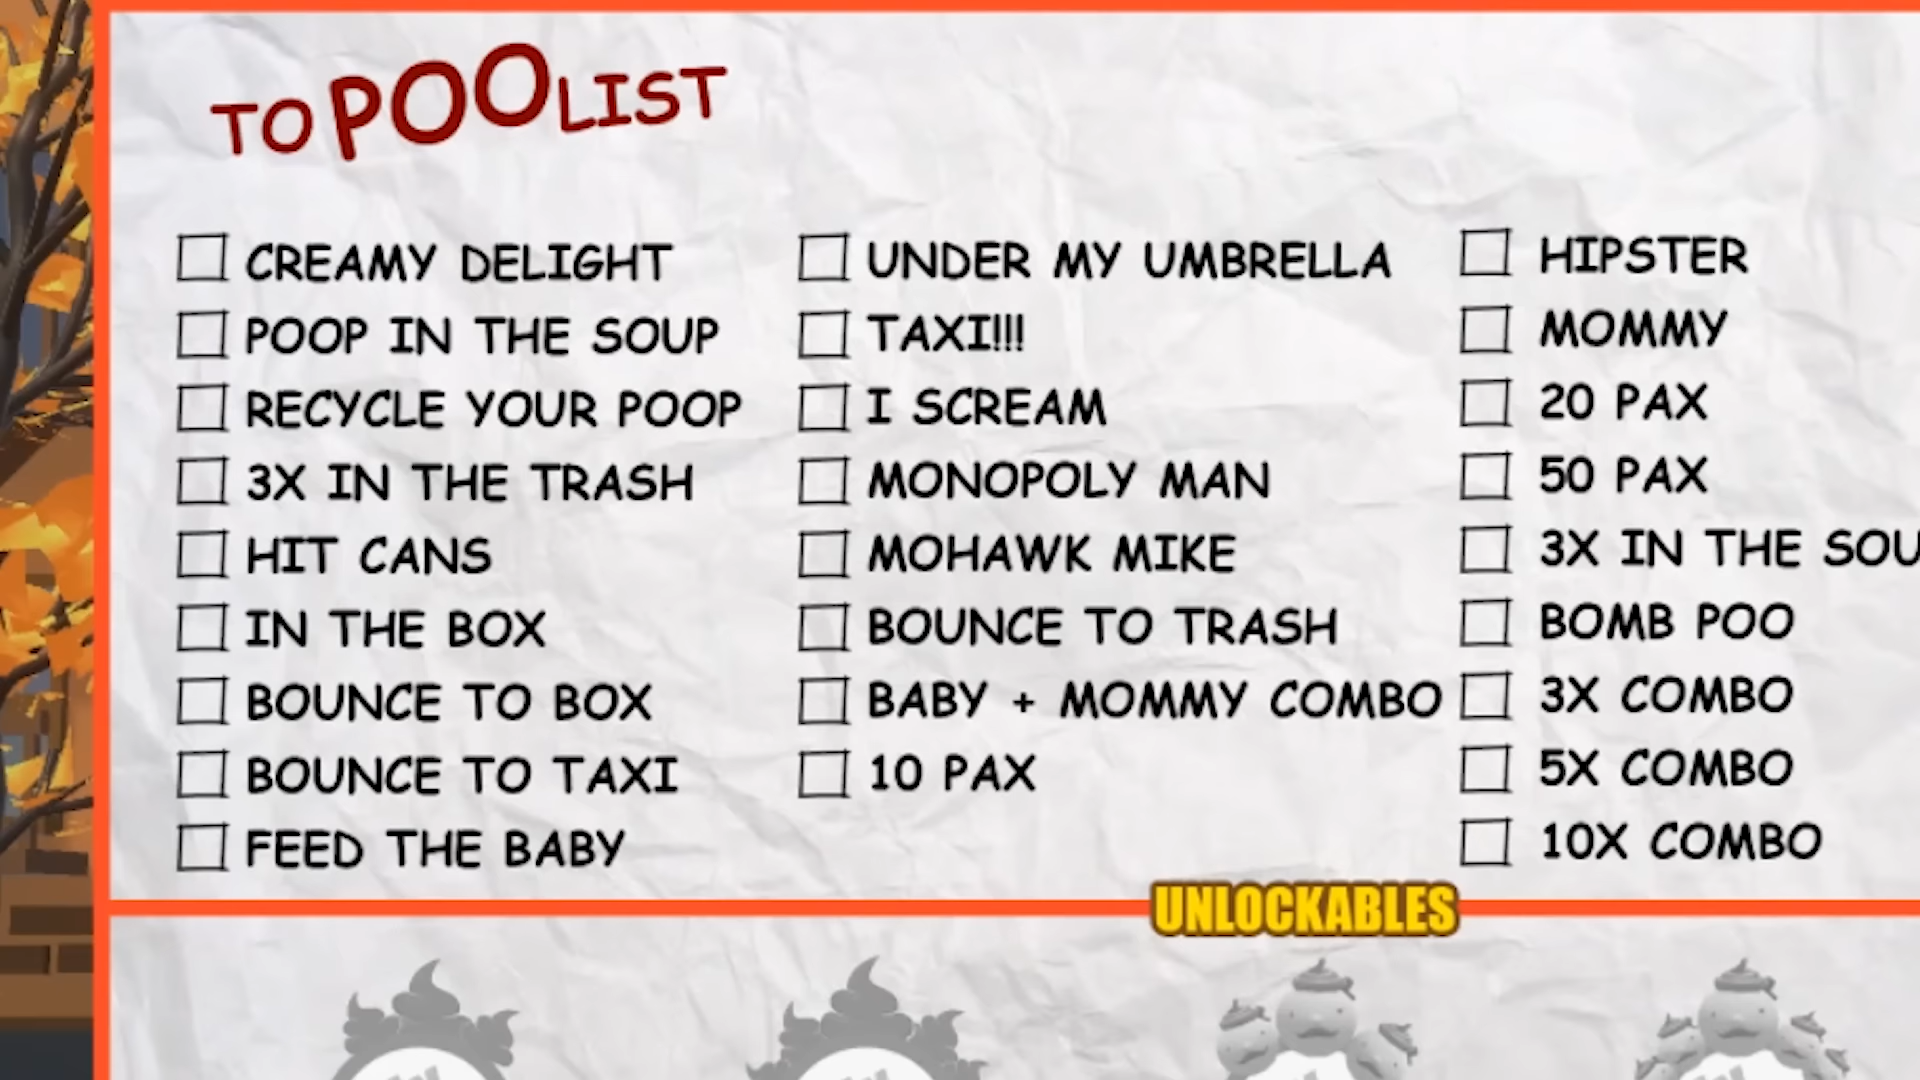 TO POO LIST
CREAMY DELIGHT
POOP IN THE SOUP
RECYCLE YOUR POOP
3X IN THE TRASH
HIT CANS
IN THE BOX
BOUNCE TO BOX
BOUNCE TO TAXI
FEED THE BABY
UNDER MY UMBRELLA
TAXI!!!
I SCREAM
MONOPOLY MAN
MOHAWK MIKE
BOUNCE TO TRASH
BABY + MOMMY COMBO
10 PAX
HIPSTER
MOMMY
20 PAX
50 PAX
3X IN THE SOU
BOMB POO
3X COMBO
5X COMBO
10X COMBO
UNLOCKABLES